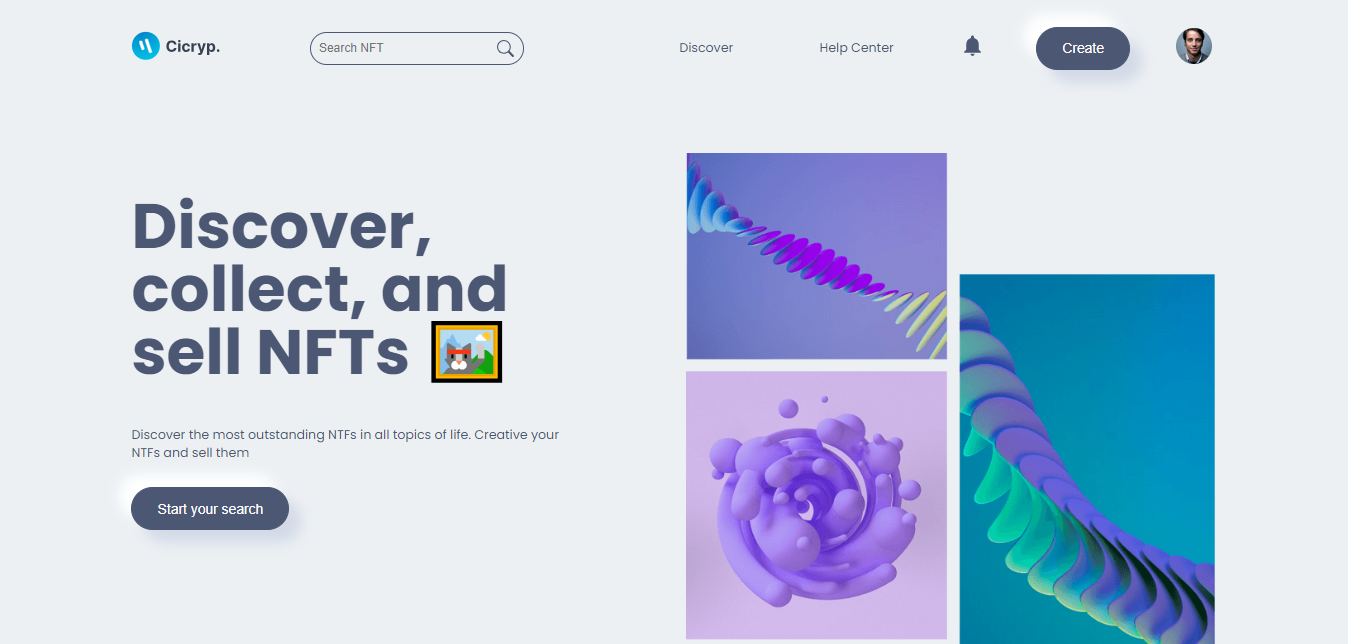 Cicryp.
Search NFT
Discover
Help Center
Create
Discover,
collect, and
sell NFTs
Discover the most outstanding NTFs in all topics of life. Creative your
NTFs and sell them
Start your search